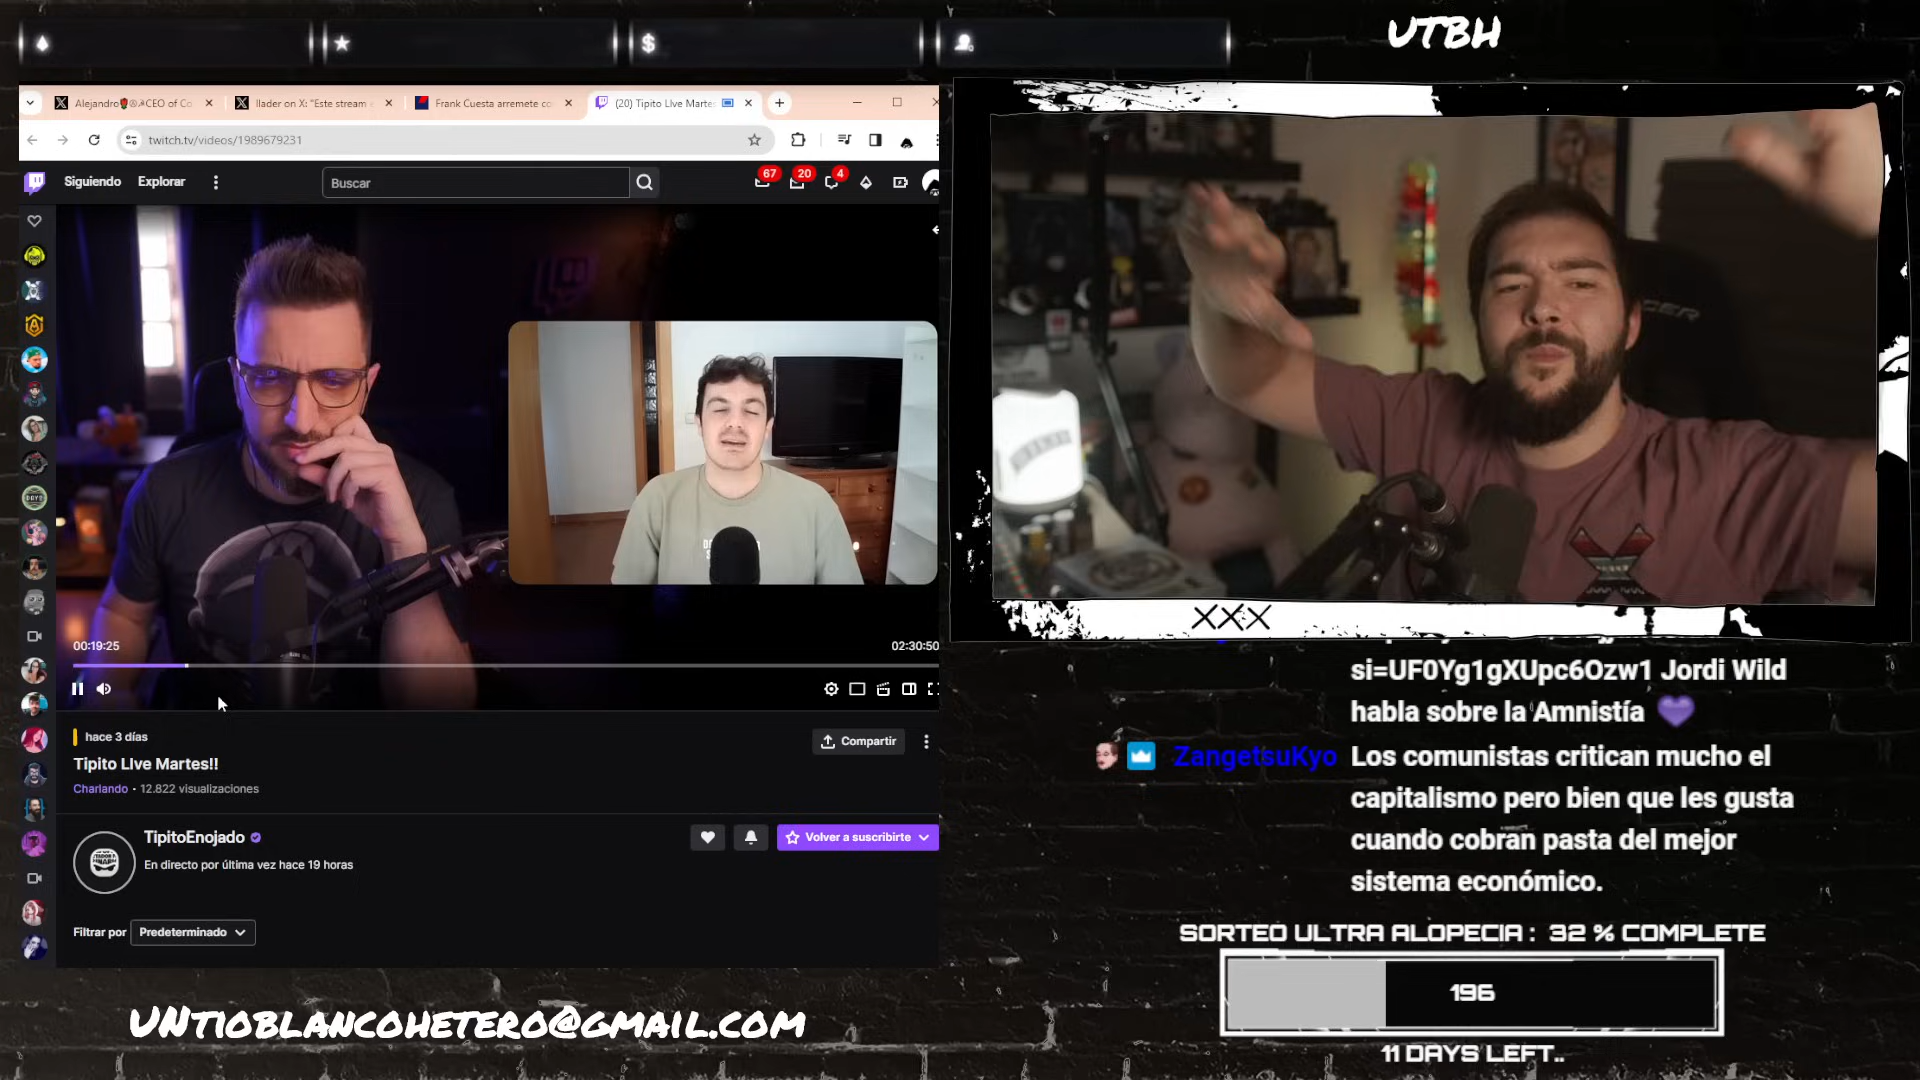 UTBH
Alejandro🌹☮☭CEO of Co
Ilader on X: "Este stream e
Frank Cuesta arremete co
(20) Tipito LIve Marte
twitch.tv/videos/1989679231
Siguiendo
Explorar
Buscar
67
20
4
00:19:25
02:30:50
hace 3 días
Compartir
Tipito LIve Martes!!
Charlando • 12.822 visualizaciones
TipitoEnojado
En directo por última vez hace 19 horas
Volver a suscribirte
Filtrar por
Predeterminado
XXX
si=UF0Yg1gXUpc6Ozw1 Jordi Wild
habla sobre la Amnistía 💜
ZangetsuKyo Los comunistas critican mucho el
capitalismo pero bien que les gusta
cuando cobran pasta del mejor
sistema económico.
SORTEO ULTRA ALOPECIA : 32 % COMPLETE
196
11 DAYS LEFT..
UNtioblancohetero@gmail.com